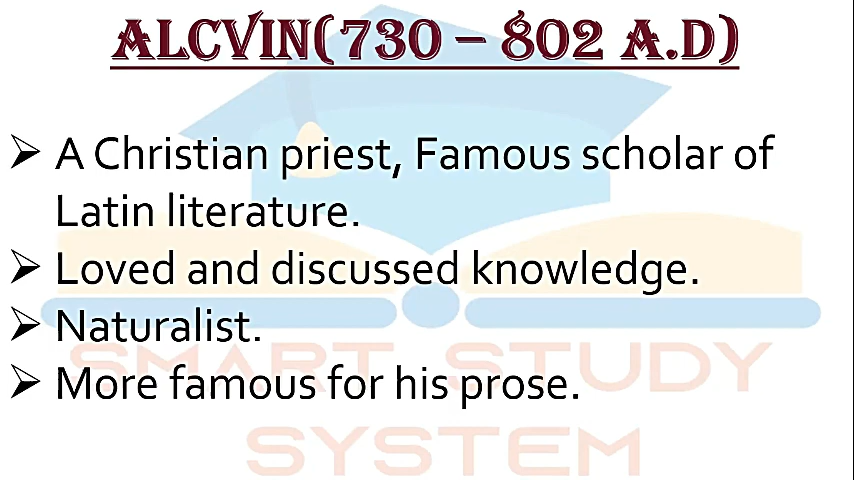 ALCVIN(730 – 802 A.D)
➢ A Christian priest, Famous scholar of
Latin literature.
➢ Loved and discussed knowledge.
➢ Naturalist.
➢ More famous for his prose.
SMART STUDY
SYSTEM